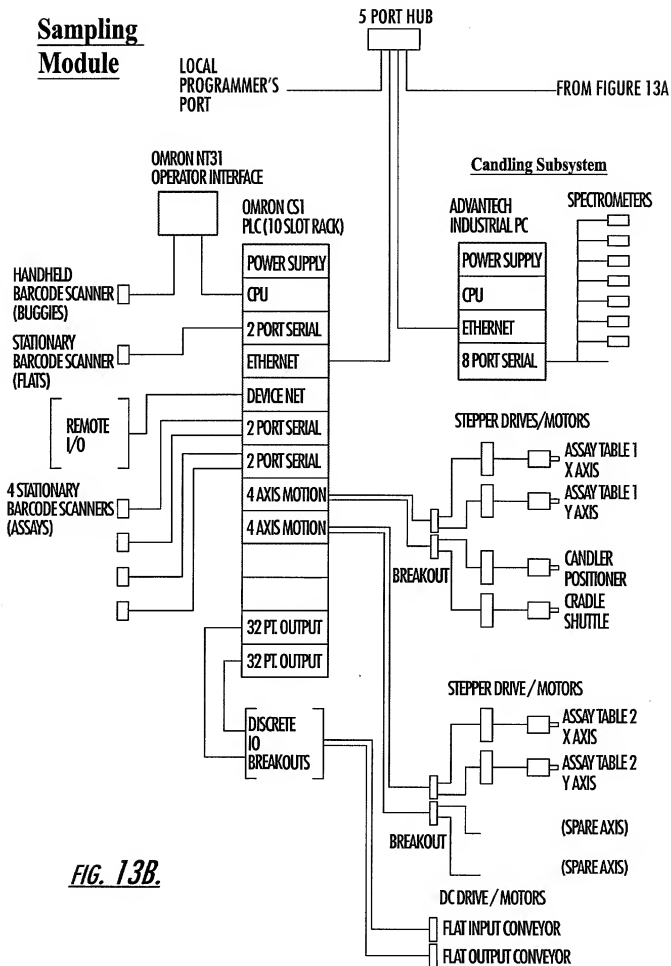 Sampling
Module
5 PORT HUB
LOCAL
PROGRAMMER'S
PORT
FROM FIGURE 13A
OMRON NT31
OPERATOR INTERFACE
OMRON CS1
PLC (10 SLOT RACK)
POWER SUPPLY
CPU
2 PORT SERIAL
ETHERNET
DEVICE NET
2 PORT SERIAL
2 PORT SERIAL
4 AXIS MOTION
4 AXIS MOTION
32 PT. OUTPUT
32 PT. OUTPUT
HANDHELD
BARCODE SCANNER
(BUGGIES)
STATIONARY
BARCODE SCANNER
(FLATS)
REMOTE
I/O
4 STATIONARY
BARCODE SCANNERS
(ASSAYS)
DISCRETE
IO
BREAKOUTS
Candling Subsystem
ADVANTECH
INDUSTRIAL PC
SPECTROMETERS
POWER SUPPLY
CPU
ETHERNET
8 PORT SERIAL
STEPPER DRIVES/MOTORS
ASSAY TABLE 1
X AXIS
ASSAY TABLE 1
Y AXIS
BREAKOUT
CANDLER
POSITIONER
CRADLE
SHUTTLE
STEPPER DRIVE / MOTORS
ASSAY TABLE 2
X AXIS
ASSAY TABLE 2
Y AXIS
BREAKOUT
(SPARE AXIS)
(SPARE AXIS)
DC DRIVE / MOTORS
FLAT INPUT CONVEYOR
FLAT OUTPUT CONVEYOR
FIG. 13B.